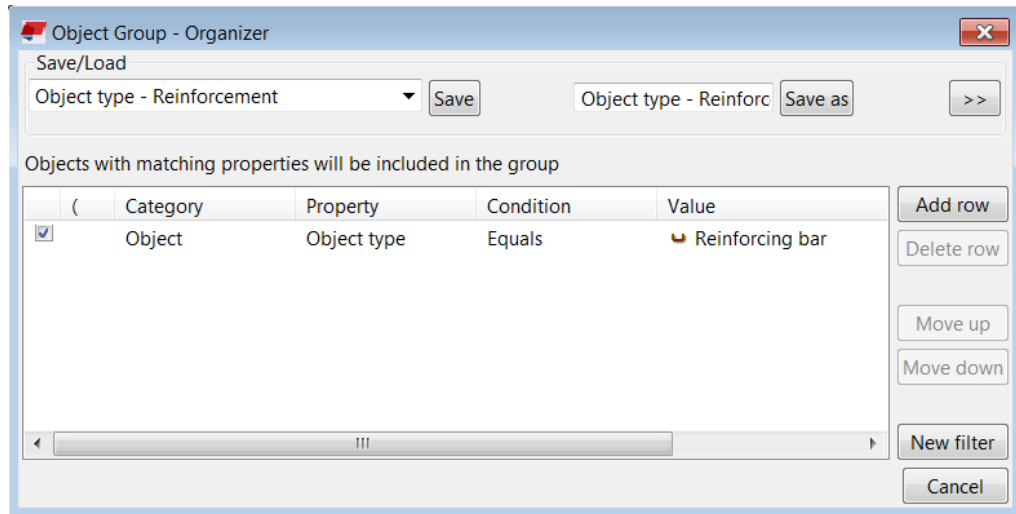 Object Group - Organizer
Save/Load
Object type - Reinforcement Save Object type - Reinforc Save as >>
Objects with matching properties will be included in the group
( Category Property Condition Value Add row
Object Object type Equals Reinforcing bar
Delete row
Move up
Move down
New filter
Cancel